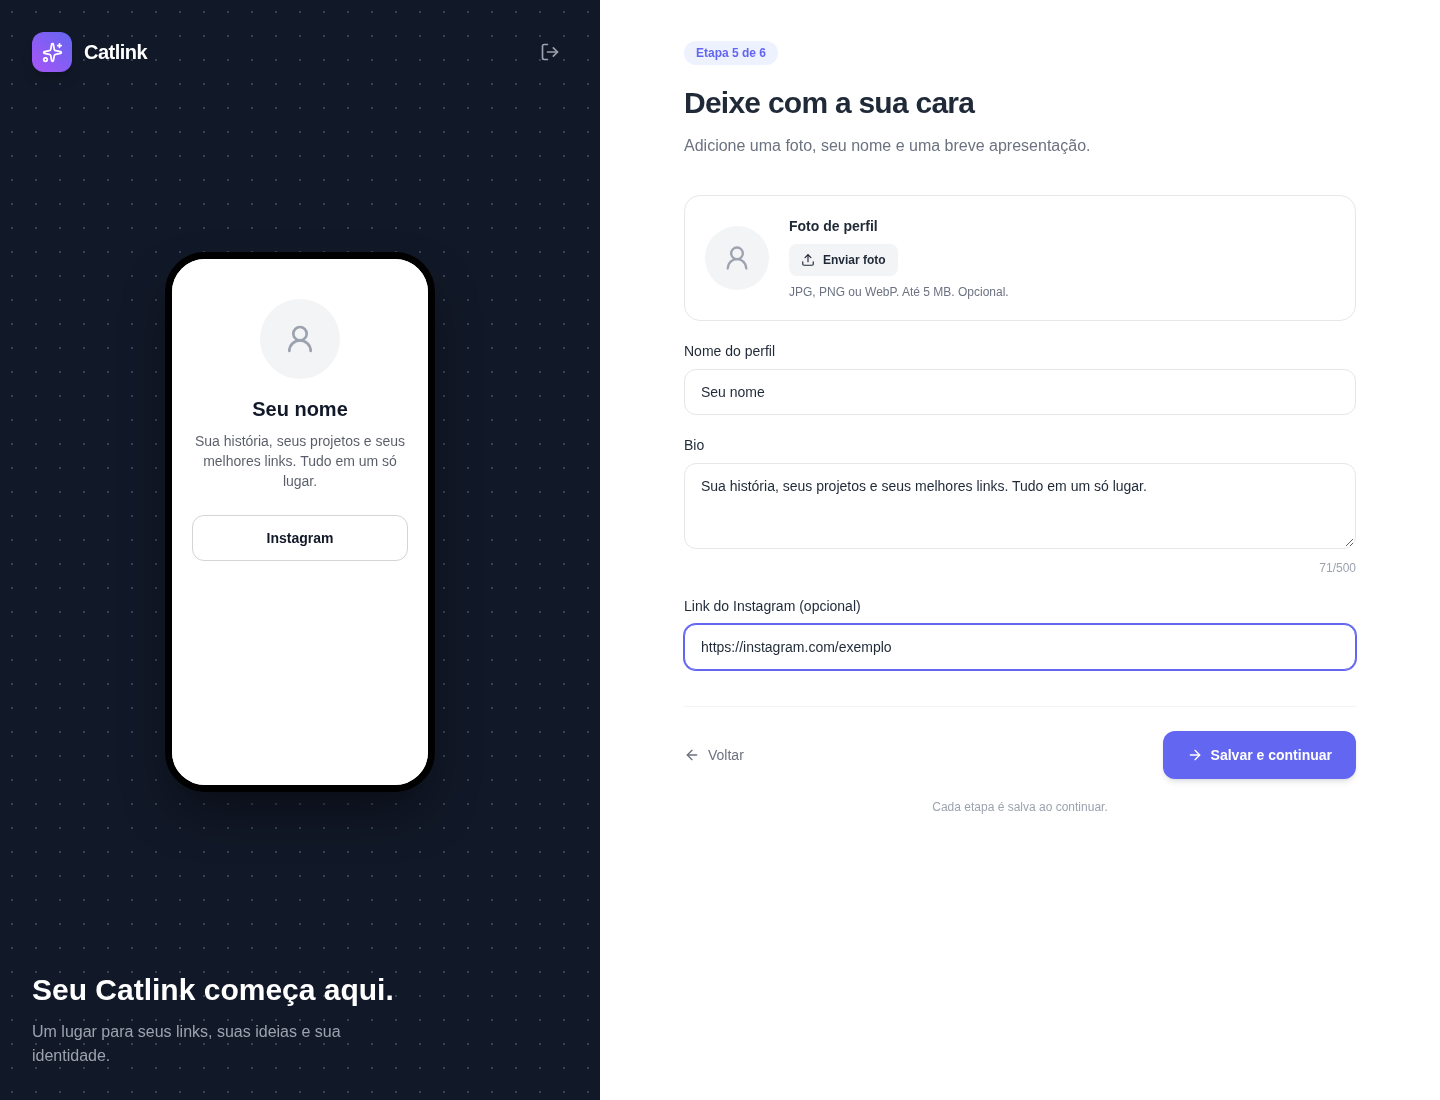 Catlink
Seu nome
Sua história, seus projetos e seus
melhores links. Tudo em um só
lugar.
Instagram
Seu Catlink começa aqui.
Um lugar para seus links, suas ideias e sua
identidade.
Etapa 5 de 6
Deixe com a sua cara
Adicione uma foto, seu nome e uma breve apresentação.
Foto de perfil
Enviar foto
JPG, PNG ou WebP. Até 5 MB. Opcional.
Nome do perfil
Seu nome
Bio
Sua história, seus projetos e seus melhores links. Tudo em um só lugar.
71/500
Link do Instagram (opcional)
https://instagram.com/exemplo
Voltar
Salvar e continuar
Cada etapa é salva ao continuar.